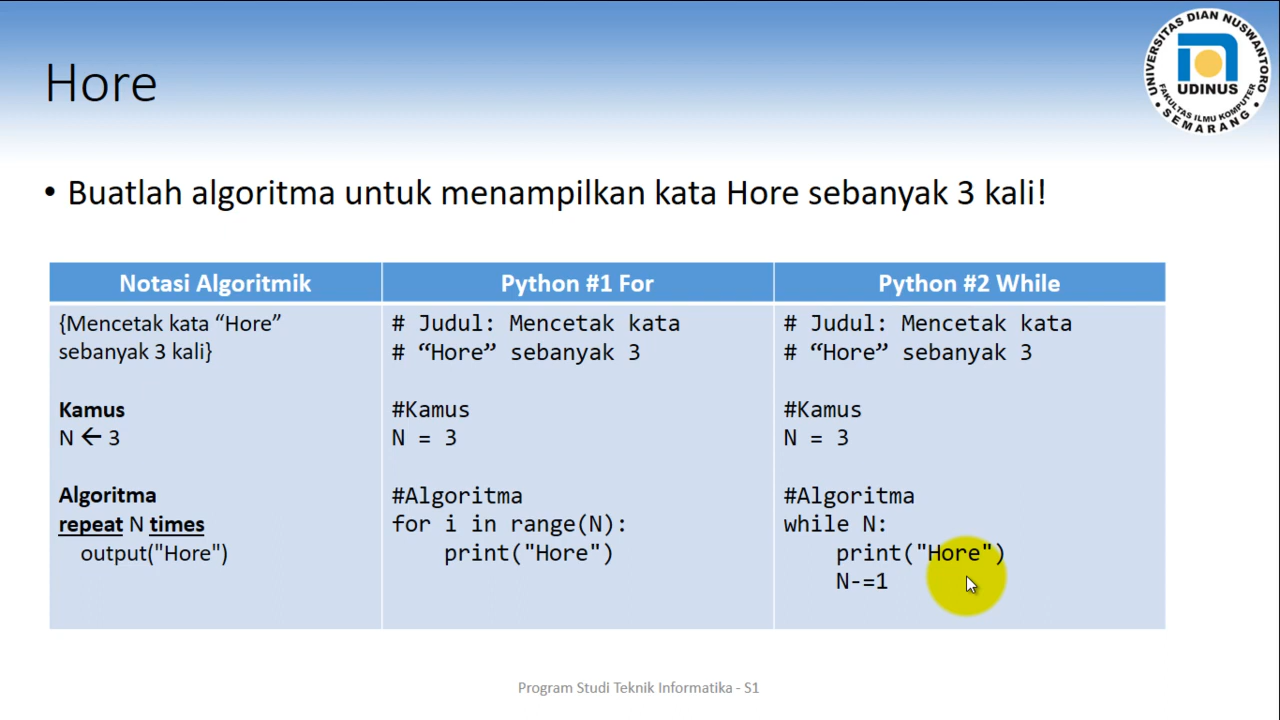 Hore
UNIVERSITAS DIAN NUSWANTORO
UDINUS
FAKULTAS ILMU KOMPUTER
• SEMARANG •
• Buatlah algoritma untuk menampilkan kata Hore sebanyak 3 kali!
Notasi Algoritmik
{Mencetak kata “Hore”
sebanyak 3 kali}
Kamus
N ← 3
Algoritma
repeat N times
output("Hore")
Python #1 For
# Judul: Mencetak kata
# “Hore” sebanyak 3
#Kamus
N = 3
#Algoritma
for i in range(N):
print("Hore")
Python #2 While
# Judul: Mencetak kata
# “Hore” sebanyak 3
#Kamus
N = 3
#Algoritma
while N:
print("Hore")
N-=1
Program Studi Teknik Informatika - S1